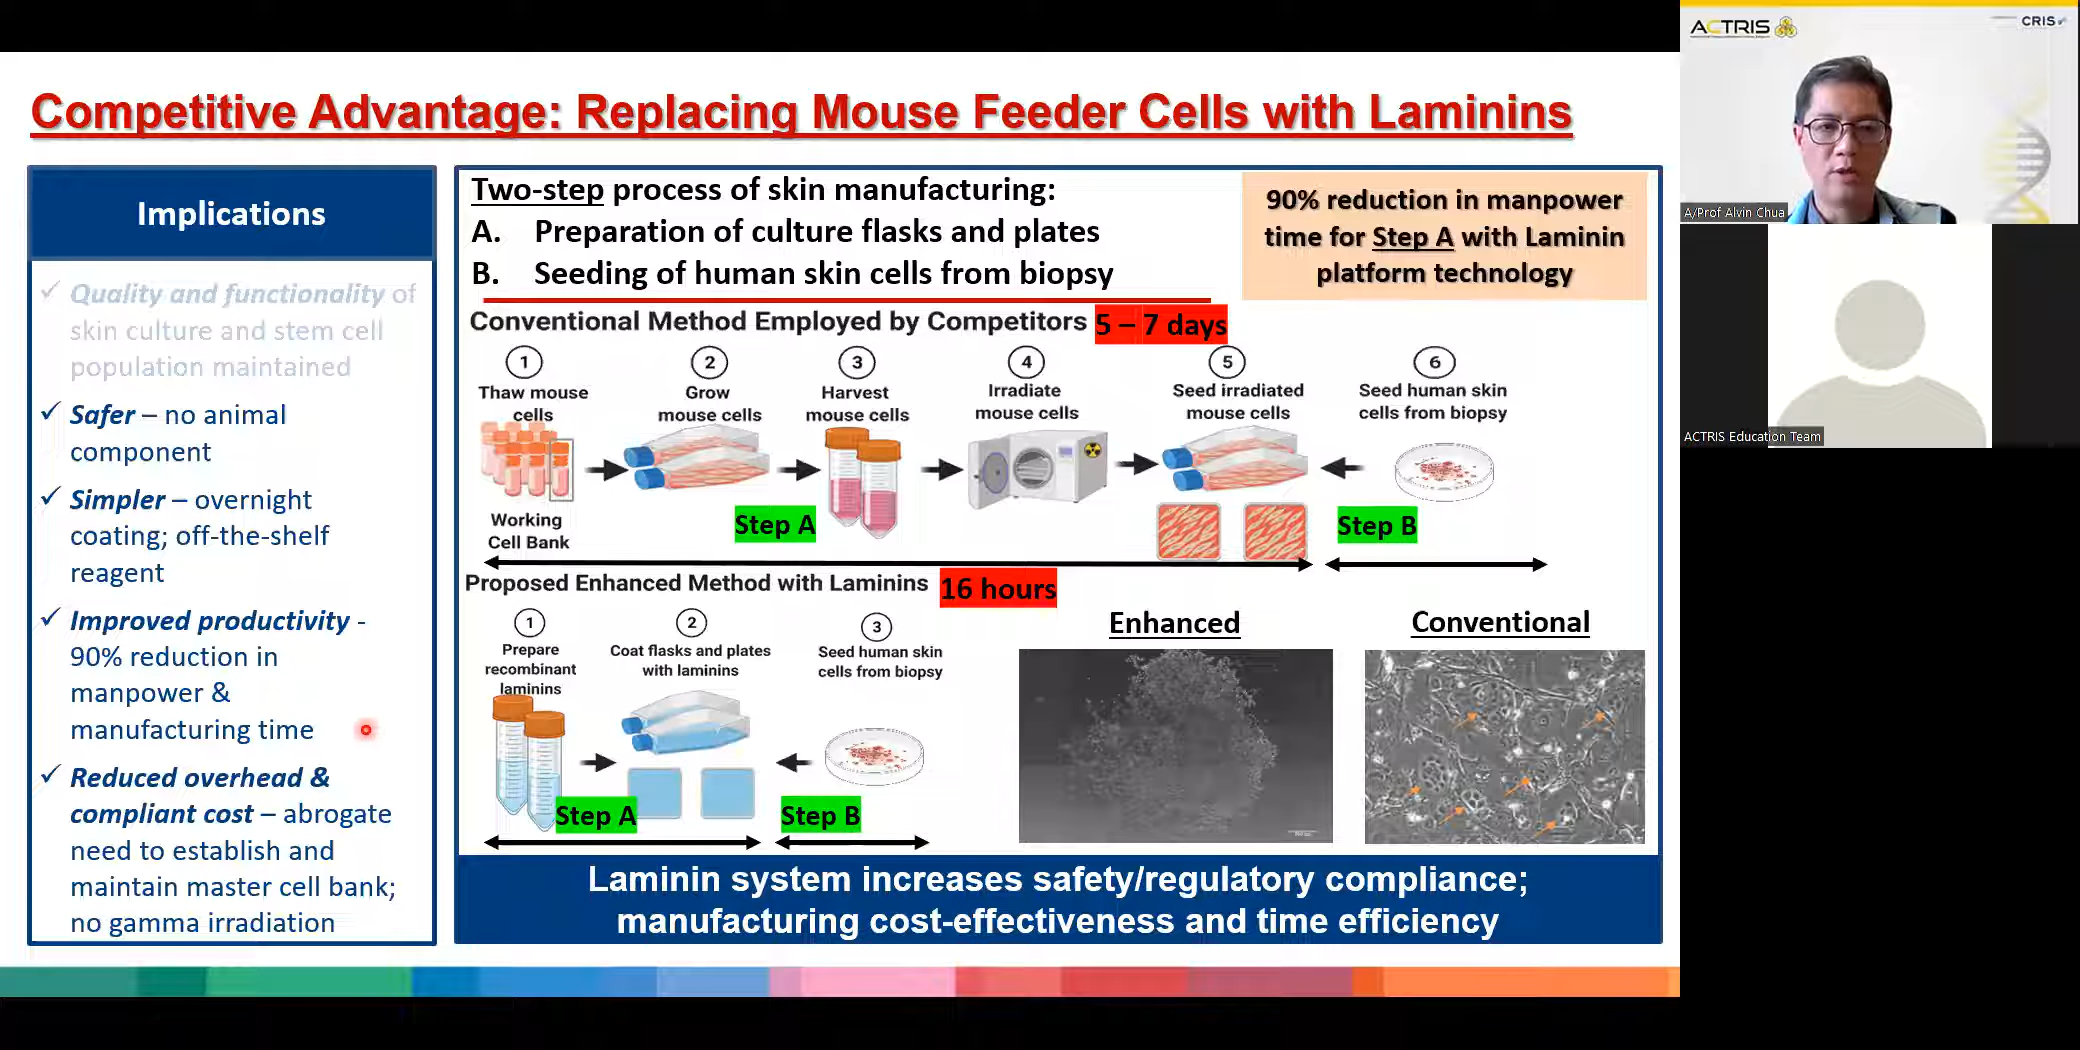 Competitive Advantage: Replacing Mouse Feeder Cells with Laminins
Implications
✓ Quality and functionality of
skin culture and stem cell
population maintained
✓ Safer – no animal
component
✓ Simpler – overnight
coating; off-the-shelf
reagent
✓ Improved productivity -
90% reduction in
manpower &
manufacturing time
✓ Reduced overhead &
compliant cost – abrogate
need to establish and
maintain master cell bank;
no gamma irradiation
Two-step process of skin manufacturing:
A. Preparation of culture flasks and plates
B. Seeding of human skin cells from biopsy
90% reduction in manpower
time for Step A with Laminin
platform technology
Conventional Method Employed by Competitors 5 – 7 days
1
Thaw mouse
cells
2
Grow
mouse cells
3
Harvest
mouse cells
4
Irradiate
mouse cells
5
Seed irradiated
mouse cells
6
Seed human skin
cells from biopsy
Working
Cell Bank
Step A
Step B
Proposed Enhanced Method with Laminins 16 hours
1
Prepare
recombinant
laminins
2
Coat flasks and plates
with laminins
3
Seed human skin
cells from biopsy
Step A
Step B
Enhanced
Conventional
Laminin system increases safety/regulatory compliance;
manufacturing cost-effectiveness and time efficiency
ACTRIS
CRIS
A/Prof Alvin Chua
ACTRIS Education Team